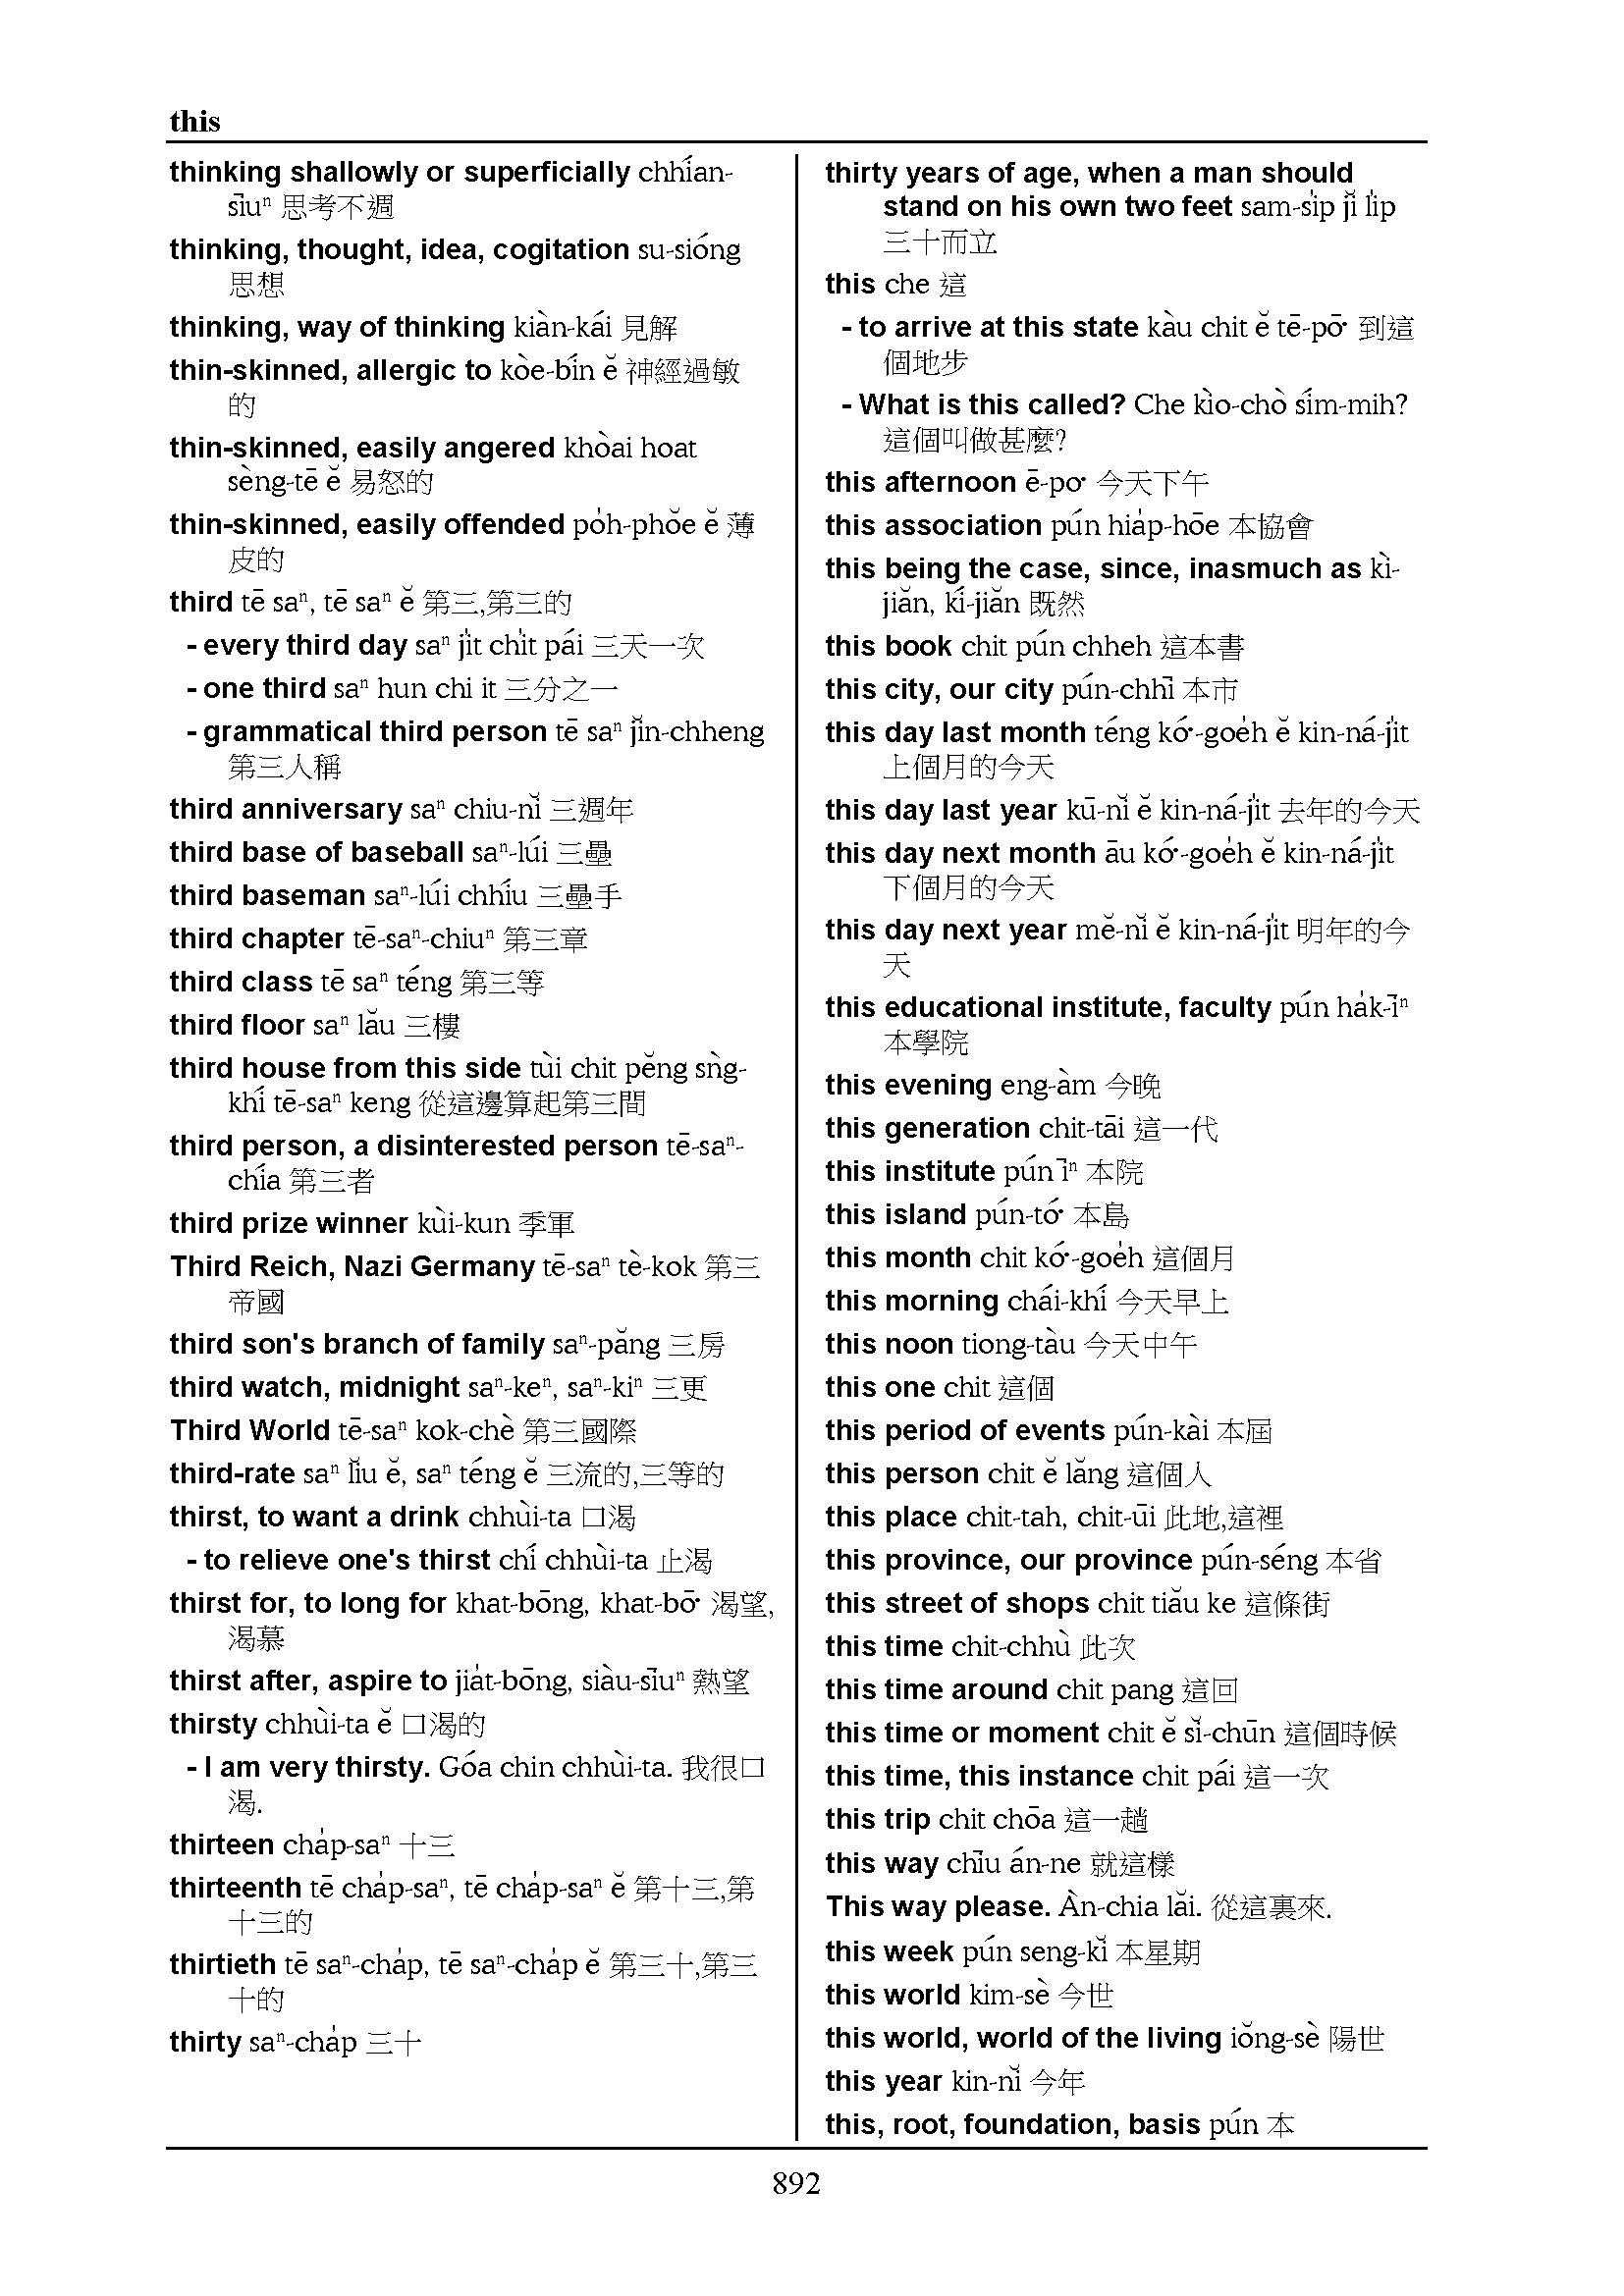 this
thinking shallowly or superficially chhían-
sīuⁿ 思考不週
thinking, thought, idea, cogitation su-sióng
思想
thinking, way of thinking kiàn-kái 見解
thin-skinned, allergic to kòe-bín ĕ 神經過敏
的
thin-skinned, easily angered khòai hoat
sèng-tē ĕ 易怒的
thin-skinned, easily offended po̍h-phŏe ĕ 薄
皮的
third tē saⁿ, tē saⁿ ĕ 第三,第三的
- every third day saⁿ ji̍t chi̍t pái 三天一次
- one third saⁿ hun chi it 三分之一
- grammatical third person tē saⁿ jĭn-chheng
第三人稱
third anniversary saⁿ chiu-nĭ 三週年
third base of baseball saⁿ-lúi 三壘
third baseman saⁿ-lúi chhíu 三壘手
third chapter tē-saⁿ-chiuⁿ 第三章
third class tē saⁿ téng 第三等
third floor saⁿ lău 三樓
third house from this side tùi chit pĕng sǹg-
khí tē-saⁿ keng 從這邊算起第三間
third person, a disinterested person tē-saⁿ-
chía 第三者
third prize winner kùi-kun 季軍
Third Reich, Nazi Germany tē-saⁿ tè-kok 第三
帝國
third son's branch of family saⁿ-păng 三房
third watch, midnight saⁿ-keⁿ, saⁿ-kiⁿ 三更
Third World tē-saⁿ kok-chè 第三國際
third-rate saⁿ lĭu ĕ, saⁿ téng ĕ 三流的,三等的
thirst, to want a drink chhùi-ta 口渴
- to relieve one's thirst chí chhùi-ta 止渴
thirst for, to long for khat-bōng, khat-bō͘ 渴望,
渴慕
thirst after, aspire to jia̍t-bōng, siàu-sīuⁿ 熱望
thirsty chhùi-ta ĕ 口渴的
- I am very thirsty. Góa chin chhùi-ta. 我很口
渴.
thirteen cha̍p-saⁿ 十三
thirteenth tē cha̍p-saⁿ, tē cha̍p-saⁿ ĕ 第十三,第
十三的
thirtieth tē saⁿ-cha̍p, tē saⁿ-cha̍p ĕ 第三十,第三
十的
thirty saⁿ-cha̍p 三十
thirty years of age, when a man should
stand on his own two feet sam-si̍p jĭ li̍p
三十而立
this che 這
- to arrive at this state kàu chit ĕ tē-pō͘ 到這
個地步
- What is this called? Che kìo-chò sím-mih?
這個叫做甚麼?
this afternoon ē-po͘ 今天下午
this association pún hia̍p-hōe 本協會
this being the case, since, inasmuch as kì-
jiăn, kí-jiăn 既然
this book chit pún chheh 這本書
this city, our city pún-chhī 本市
this day last month téng kó͘-goe̍h ĕ kin-ná-ji̍t
上個月的今天
this day last year kū-nĭ ĕ kin-ná-ji̍t 去年的今天
this day next month āu kó͘-goe̍h ĕ kin-ná-ji̍t
下個月的今天
this day next year mĕ-nĭ ĕ kin-ná-ji̍t 明年的今
天
this educational institute, faculty pún ha̍k-īⁿ
本學院
this evening eng-àm 今晚
this generation chit-tāi 這一代
this institute pún īⁿ 本院
this island pún-tó͘ 本島
this month chit kó͘-goe̍h 這個月
this morning chái-khí 今天早上
this noon tiong-tàu 今天中午
this one chit 這個
this period of events pún-kài 本屆
this person chit ĕ lăng 這個人
this place chit-tah, chit-ūi 此地,這裡
this province, our province pún-séng 本省
this street of shops chit tiău ke 這條街
this time chit-chhù 此次
this time around chit pang 這回
this time or moment chit ĕ sĭ-chūn 這個時候
this time, this instance chit pái 這一次
this trip chit chōa 這一趟
this way chīu án-ne 就這樣
This way please. Àn-chia lăi. 從這裏來.
this week pún seng-kĭ 本星期
this world kim-sè 今世
this world, world of the living iŏng-sè 陽世
this year kin-nĭ 今年
this, root, foundation, basis pún 本
892